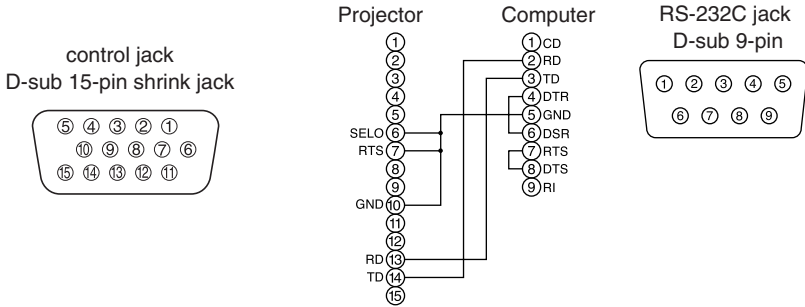 control jack
D-sub 15-pin shrink jack
⑤ ④ ③ ② ①
⑩ ⑨ ⑧ ⑦ ⑥
⑮ ⑭ ⑬ ⑫ ⑪
Projector
①
②
③
④
⑤
SELO ⑥
RTS ⑦
⑧
⑨
GND ⑩
⑪
⑫
RD ⑬
TD ⑭
⑮
Computer
① CD
② RD
③ TD
④ DTR
⑤ GND
⑥ DSR
⑦ RTS
⑧ DTS
⑨ RI
RS-232C jack
D-sub 9-pin
① ② ③ ④ ⑤
⑥ ⑦ ⑧ ⑨